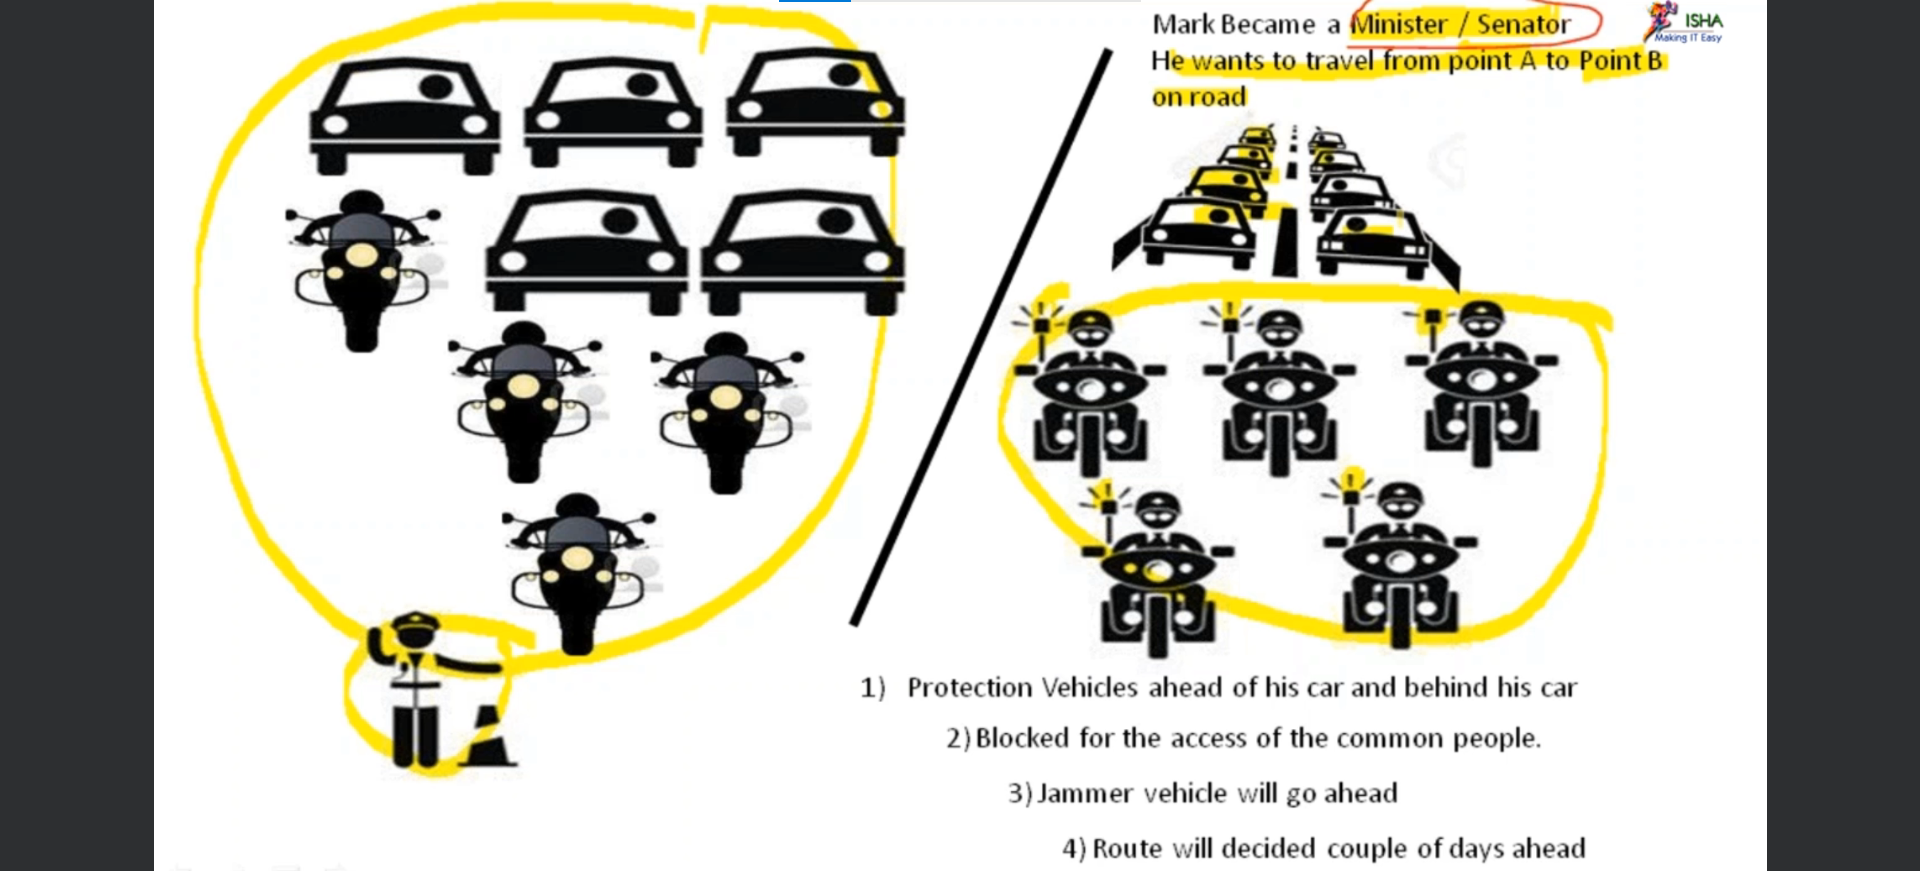 Mark Became a Minister / Senator
He wants to travel from point A to Point B
on road
ISHA
Making IT Easy
1) Protection Vehicles ahead of his car and behind his car
2) Blocked for the access of the common people.
3) Jammer vehicle will go ahead
4) Route will decided couple of days ahead